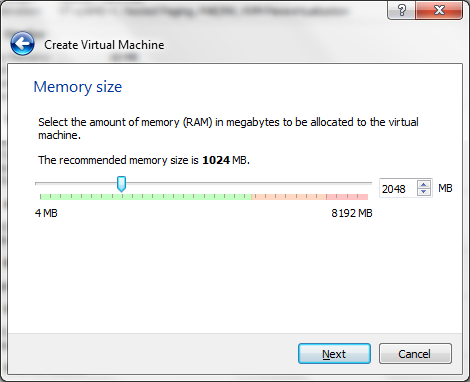 Create Virtual Machine
Memory size
Select the amount of memory (RAM) in megabytes to be allocated to the virtual
machine.
The recommended memory size is 1024 MB.
2048 MB
4 MB 8192 MB
Next Cancel